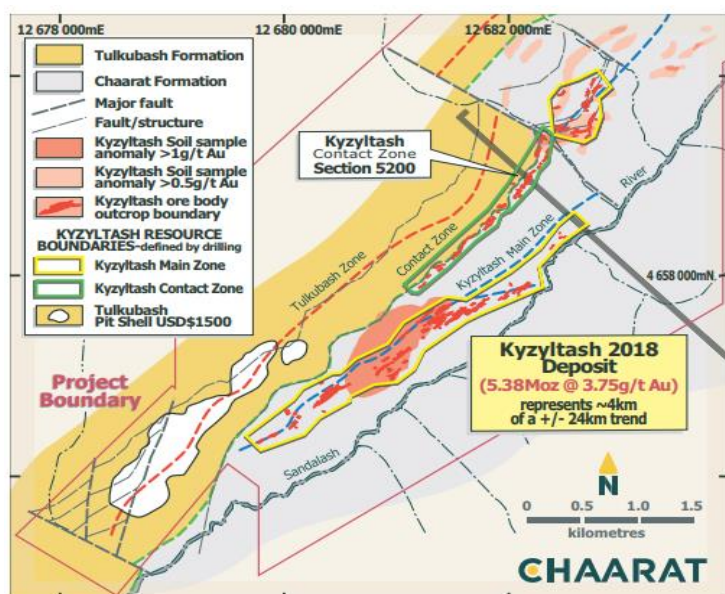 12 678 000mE
12 680 000mE
12 682 000mE
Tulkubash Formation
Chaarat Formation
Major fault
Fault/structure
Kyzyltash Soil sample
anomaly >1g/t Au
Kyzyltash Soil sample
anomaly >0.5g/t Au
Kyzyltash ore body
outcrop boundary
KYZYLTASH RESOURCE
BOUNDARIES-defined by drilling
Kyzyltash Main Zone
Kyzyltash Contact Zone
Tulkubash
Pit Shell USD$1500
Kyzyltash
Contact Zone
Section 5200
River
Contact Zone
Kyzyltash Main Zone
Tulkubash Zone
4 658 000mN
Project
Boundary
Kyzyltash 2018
Deposit
(5.38Moz @ 3.75g/t Au)
represents ~4km
of a +/- 24km trend
Sandalash
N
0 0.5 1.0 1.5
kilometres
CHAARAT